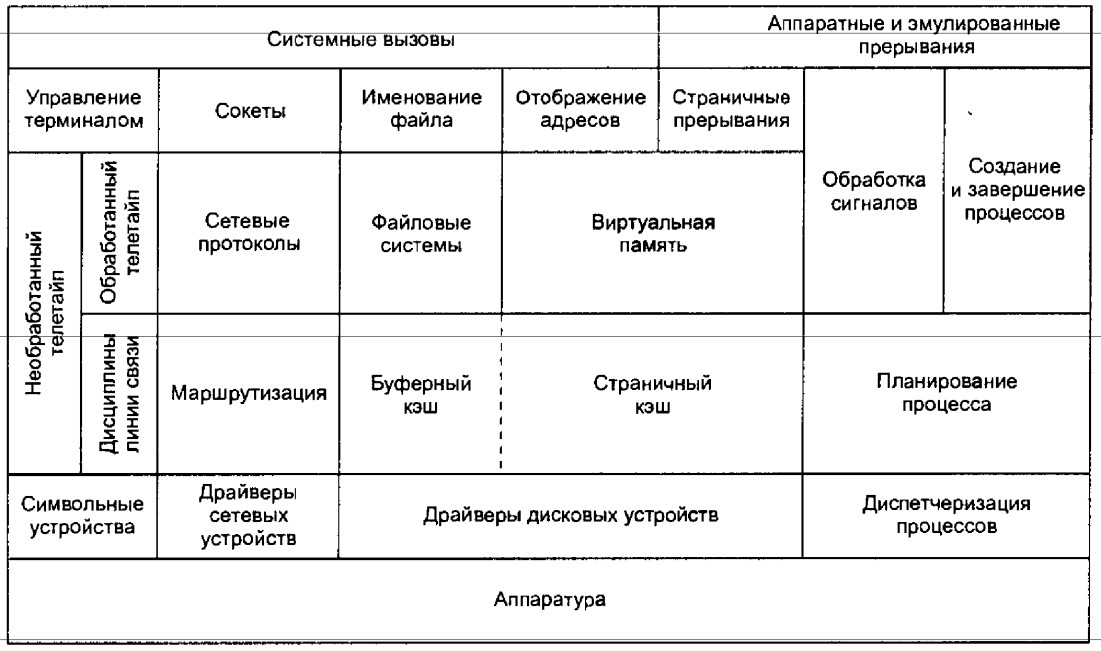 Системные вызовы
Аппаратные и эмулированные
прерывания
Управление
терминалом
Сокеты
Именование
файла
Отображение
адресов
Страничные
прерывания
Обработка
сигналов
Создание
и завершение
процессов
Необработанный
телетайп
Обработанный
телетайп
Сетевые
протоколы
Файловые
системы
Виртуальная
память
Дисциплины
линии связи
Маршрутизация
Буферный
кэш
Страничный
кэш
Планирование
процесса
Символьные
устройства
Драйверы
сетевых
устройств
Драйверы дисковых устройств
Диспетчеризация
процессов
Аппаратура